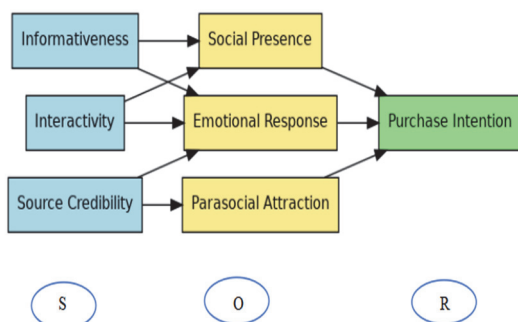 Informativeness
Social Presence
Interactivity
Emotional Response
Purchase Intention
Source Credibility
Parasocial Attraction
S
O
R